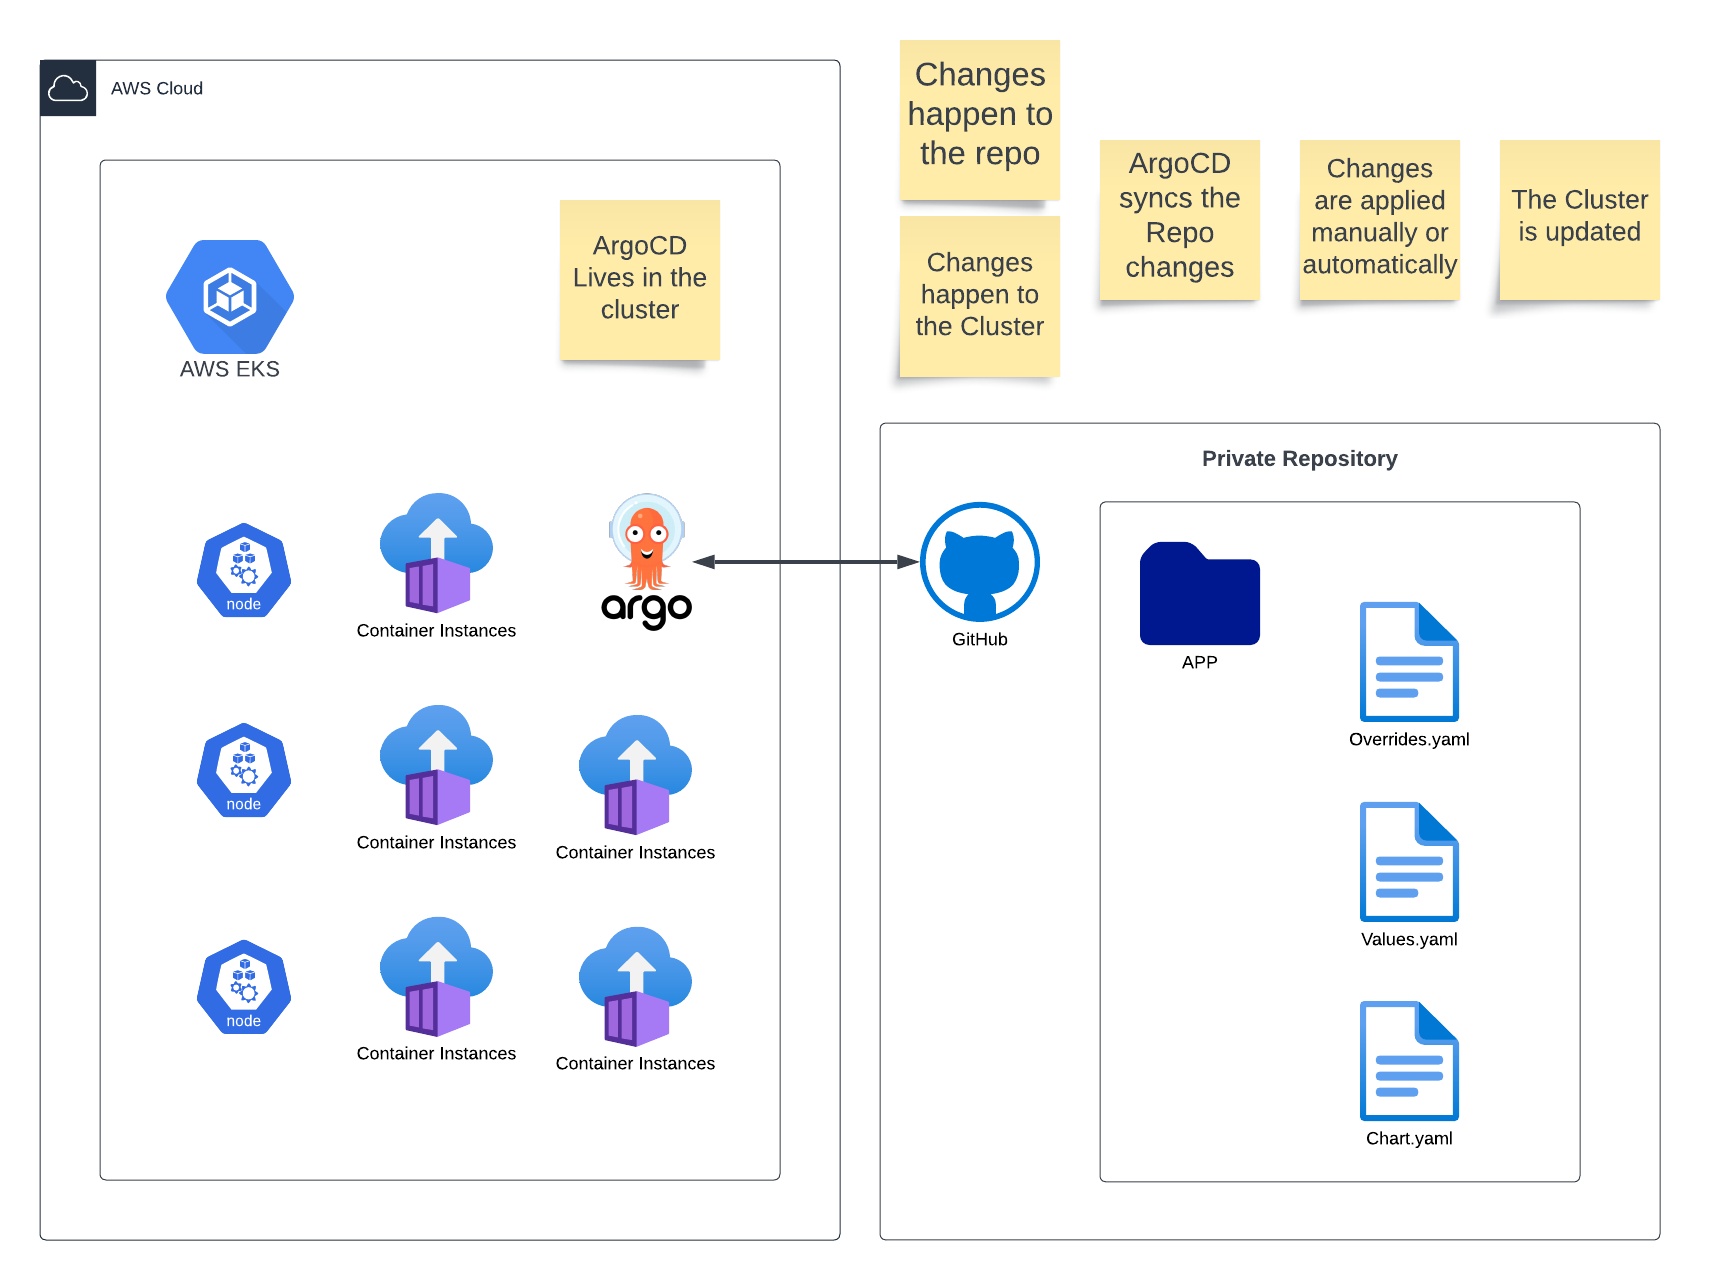 AWS Cloud
AWS EKS
ArgoCD
Lives in the
cluster
node
Container Instances
argo
node
Container Instances
Container Instances
node
Container Instances
Container Instances
Changes
happen to
the repo
Changes
happen to
the Cluster
ArgoCD
syncs the
Repo
changes
Changes
are applied
manually or
automatically
The Cluster
is updated
Private Repository
GitHub
APP
Overrides.yaml
Values.yaml
Chart.yaml